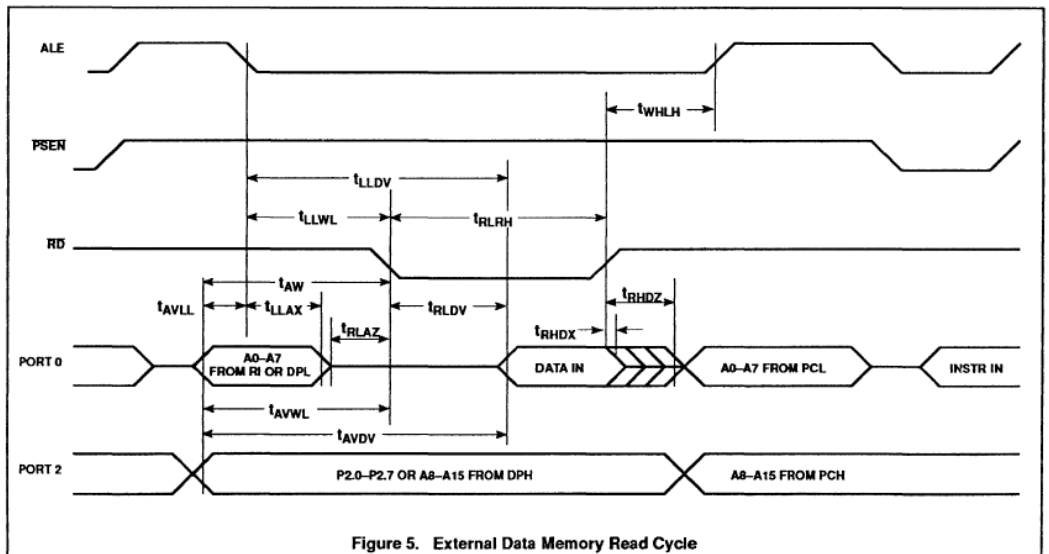 ALE
tWHLH
PSEN
tLLDV
tLLWL
tRLRH
RD
tAW
tAVLL
tLLAX
tRLDV
tRHDZ
tRLAZ
tRHDX
PORT 0
A0–A7
FROM RI OR DPL
DATA IN
A0–A7 FROM PCL
INSTR IN
tAVWL
tAVDV
PORT 2
P2.0–P2.7 OR A8–A15 FROM DPH
A8–A15 FROM PCH
Figure 5. External Data Memory Read Cycle